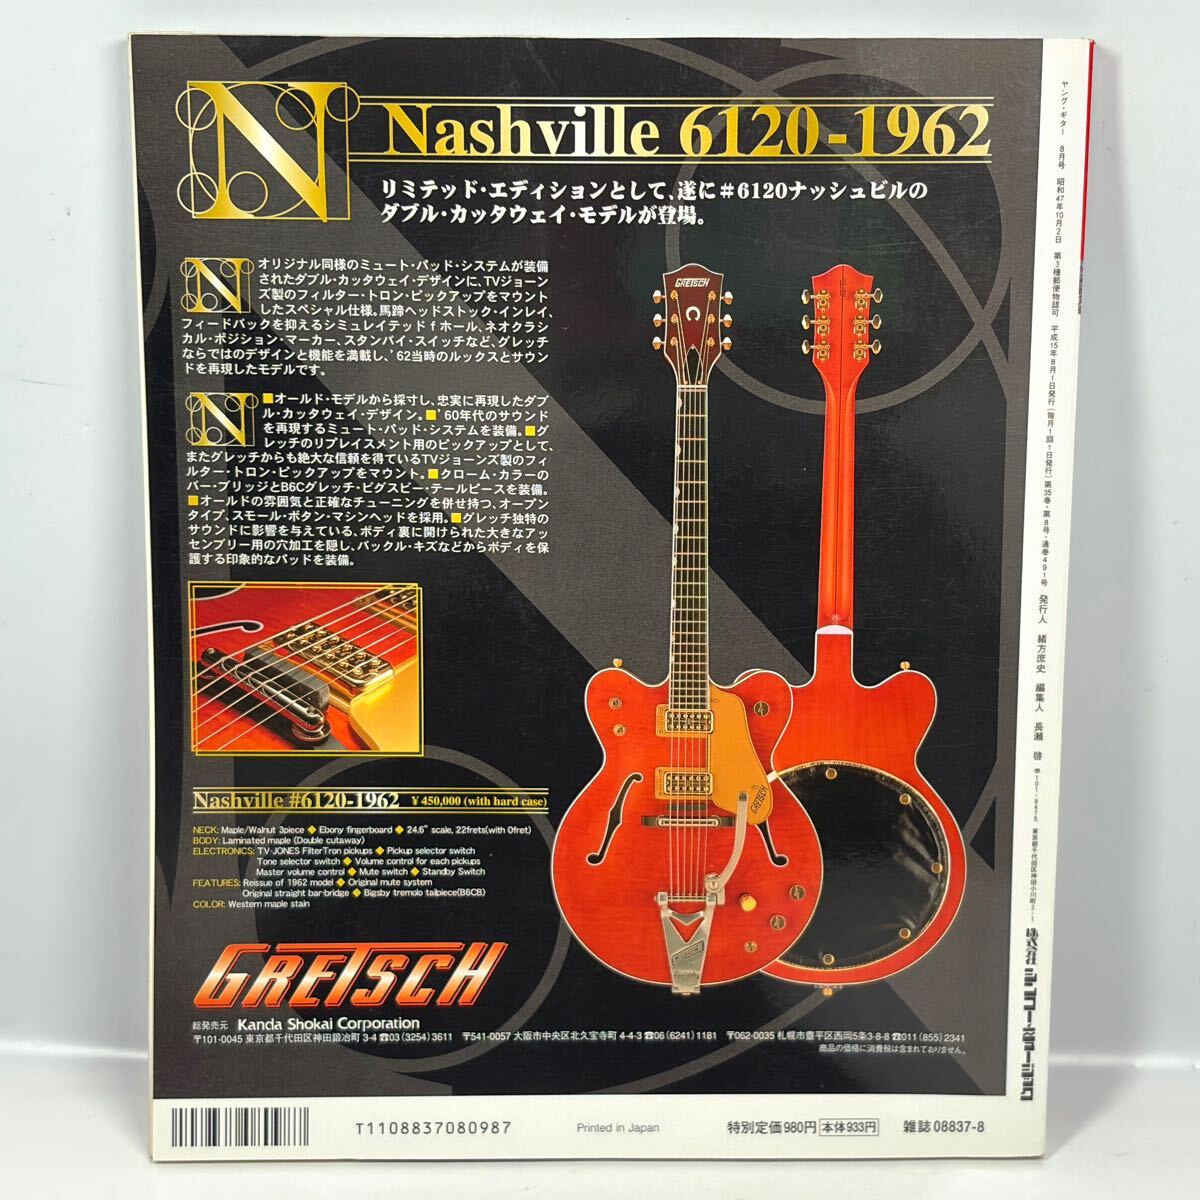 N
Nashville 6120-1962
リミテッド・エディションとして、遂に#6120ナッシュビルの
ダブル・カッタウェイ・モデルが登場。
N
オリジナル同様のミュート・パッド・システムが装備
されたダブル・カッタウェイ・デザインに、TVジョーン
ズ製のフィルター・トロン・ピックアップをマウント
したスペシャル仕様。馬蹄ヘッドストック・インレイ、
フィードバックを抑えるシミュレイテッドfホール、ネオクラシ
カル・ポジション・マーカー、スタンバイ・スイッチなど、グレッチ
ならではのデザインと機能を満載し、'62当時のルックスとサウン
ドを再現したモデルです。
N
■オールド・モデルから採寸し、忠実に再現したダブ
ル・カッタウェイ・デザイン。■'60年代のサウンド
を再現するミュート・パッド・システムを装備。■グ
レッチのリプレイスメント用のピックアップとして、
またグレッチからも絶大な信頼を得ているTVジョーンズ製のフィ
ルター・トロン・ピックアップをマウント。■クローム・カラーの
バー・ブリッジとB6Cグレッチ・ビグスビー・テールピースを装備。
■オールドの雰囲気と正確なチューニングを併せ持つ、オープン
タイプ、スモール・ボタン・マシンヘッドを採用。■グレッチ独特の
サウンドに影響を与えている、ボディ裏に開けられた大きなアッ
センブリー用の穴加工を隠し、バックル・キズなどからボディを保
護する印象的なパッドを装備。
GRETSCH
GRETSCH
Nashville #6120-1962 ¥450,000 (with hard case)
NECK: Maple/Walnut 3piece ◆ Ebony fingerboard ◆ 24.6" scale, 22frets(with 0fret)
BODY: Laminated maple (Double cutaway)
ELECTRONICS: TV-JONES FilterTron pickups ◆ Pickup selector switch
Tone selector switch ◆ Volume control for each pickups
Master volume control ◆ Mute switch ◆ Standby Switch
FEATURES: Reissue of 1962 model ◆ Original mute system
Original straight bar-bridge ◆ Bigsby tremolo tailpiece(B6CB)
COLOR: Western maple stain
GRETSCH
総発売元 Kanda Shokai Corporation
〒101-0045 東京都千代田区神田鍛冶町3-4 ☎03(3254)3611 〒541-0057 大阪市中央区北久宝寺町4-4-3 ☎06(6241)1181 〒062-0035 札幌市豊平区西岡5条3-8-8 ☎011(855)2341
商品の価格に消費税は含まれておりません。
T1108837080987
Printed in Japan
特別定価980円 本体933円
雑誌08837-8
ヤング・ギター 8月号 昭和47年10月2日 第3種郵便物認可 平成15年8月1日発行(毎月1回1日発行)第35巻・第8号・通巻491号 発行人 緒方庶史 編集人 長瀬 啓 〒101-8475 東京都千代田区神田小川町2-1 株式会社 シンコー・ミュージック